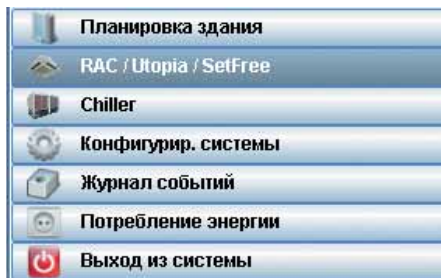 Планировка здания
RAC / Utopia / SetFree
Chiller
Конфигурир. системы
Журнал событий
Потребление энергии
Выход из системы